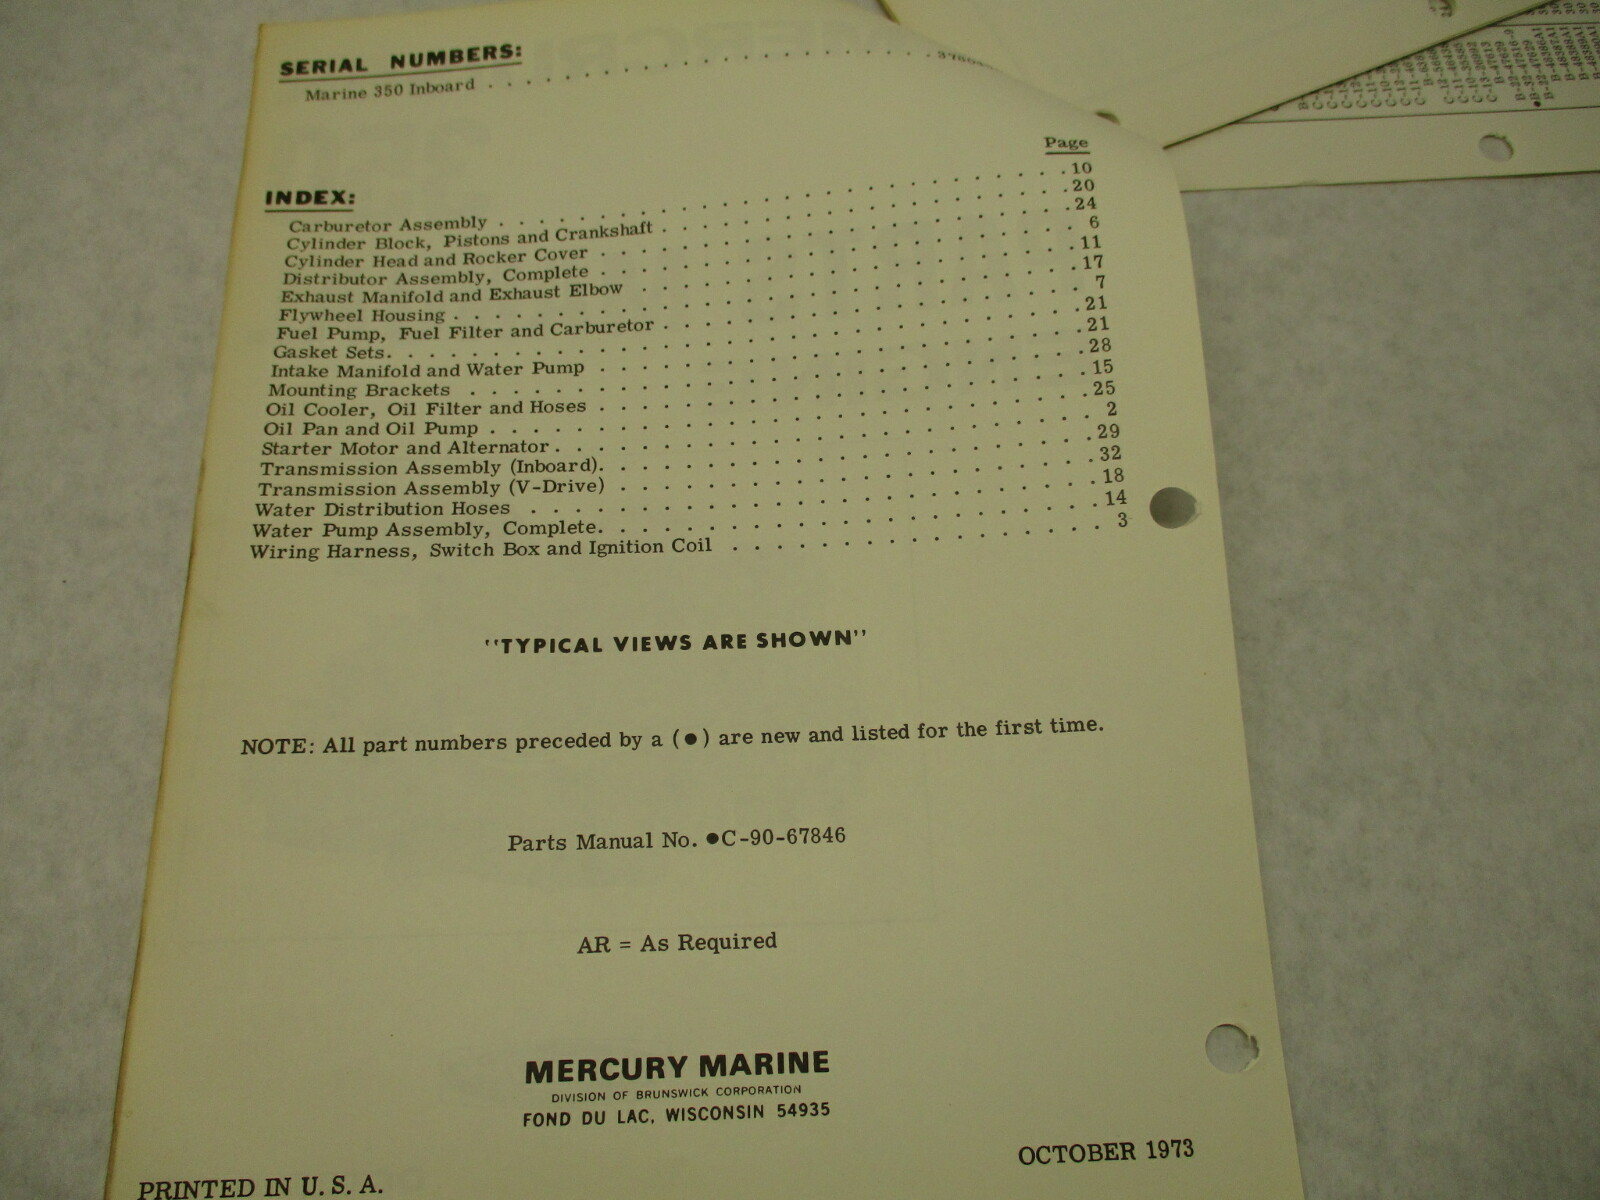 SERIAL NUMBERS:
Marine 350 Inboard . . . . . . . . . . . . . . . . . .
Page
INDEX:
Carburetor Assembly . . . . . . . . . . . . . . . . . . . . . 10
Cylinder Block, Pistons and Crankshaft . . . . . . . . . . . . . . . . 20
Cylinder Head and Rocker Cover . . . . . . . . . . . . . . . . . . 24
Distributor Assembly, Complete . . . . . . . . . . . . . . . . . . 6
Exhaust Manifold and Exhaust Elbow . . . . . . . . . . . . . . . . . 11
Flywheel Housing . . . . . . . . . . . . . . . . . . . . . . . . 17
Fuel Pump, Fuel Filter and Carburetor . . . . . . . . . . . . . . . . 7
Gasket Sets. . . . . . . . . . . . . . . . . . . . . . . . . . 21
Intake Manifold and Water Pump . . . . . . . . . . . . . . . . . . 21
Mounting Brackets . . . . . . . . . . . . . . . . . . . . . . . 28
Oil Cooler, Oil Filter and Hoses . . . . . . . . . . . . . . . . . . 15
Oil Pan and Oil Pump . . . . . . . . . . . . . . . . . . . . . . 25
Starter Motor and Alternator . . . . . . . . . . . . . . . . . . . . 2
Transmission Assembly (Inboard). . . . . . . . . . . . . . . . . . . 29
Transmission Assembly (V-Drive) . . . . . . . . . . . . . . . . . . 32
Water Distribution Hoses . . . . . . . . . . . . . . . . . . . . . 18
Water Pump Assembly, Complete. . . . . . . . . . . . . . . . . . . 14
Wiring Harness, Switch Box and Ignition Coil . . . . . . . . . . . . . . 3
"TYPICAL VIEWS ARE SHOWN"
NOTE: All part numbers preceded by a (●) are new and listed for the first time.
Parts Manual No. ●C-90-67846
AR = As Required
MERCURY MARINE
DIVISION OF BRUNSWICK CORPORATION
FOND DU LAC, WISCONSIN 54935
OCTOBER 1973
PRINTED IN U. S. A.